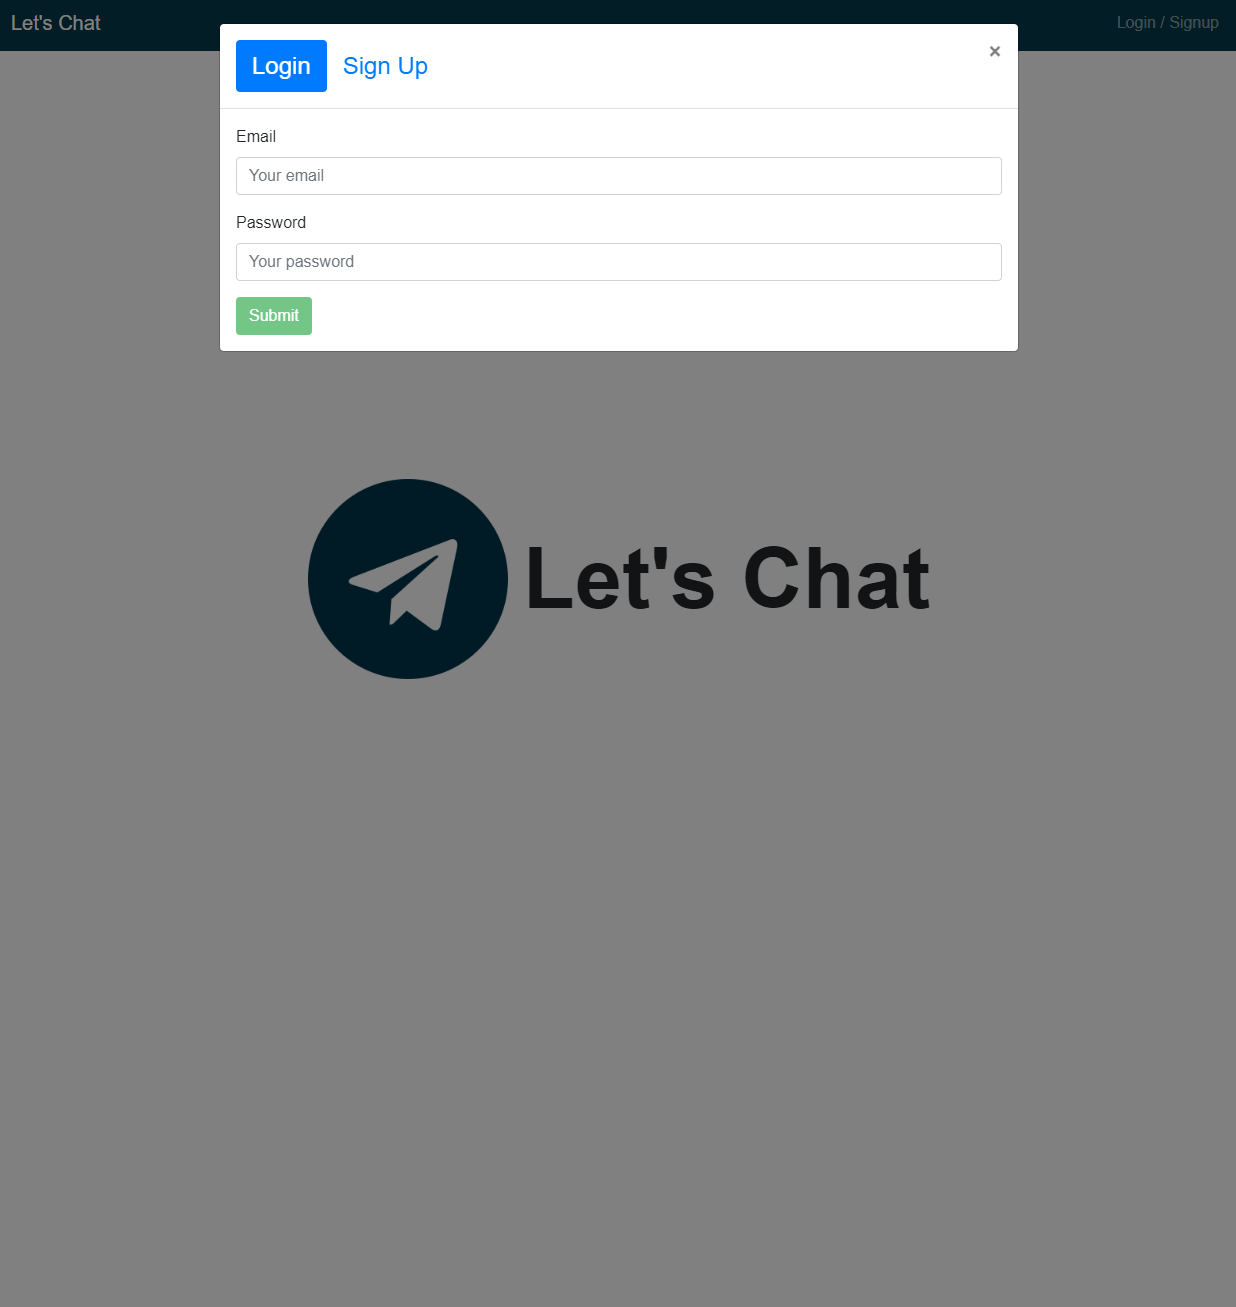 Let's Chat
Login / Signup
Login
Sign Up
×
Email
Your email
Password
Your password
Submit
Let's Chat